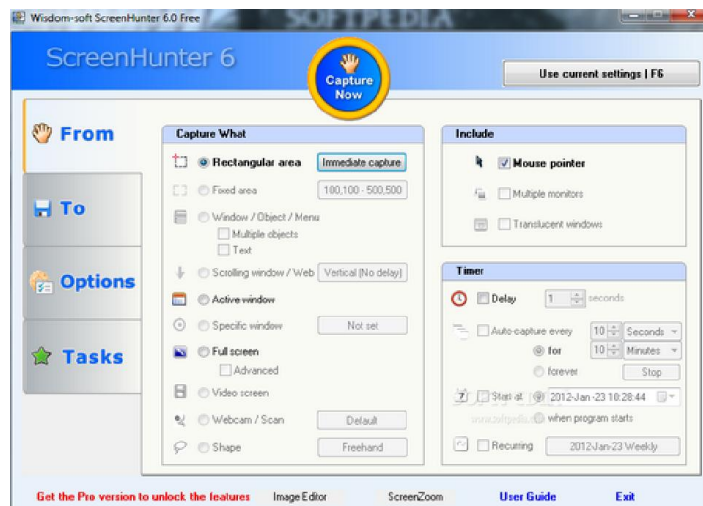 Wisdom-soft ScreenHunter 6.0 Free
SOFTPEDIA
ScreenHunter 6
Capture
Now
Use current settings | F6
From
To
Options
Tasks
Capture What
Rectangular area Immediate capture
Fixed area 100,100 - 500,500
Window / Object / Menu
Multiple objects
Text
Scrolling window / Web Vertical (No delay)
Active window
Specific window Not set
Full screen
Advanced
Video screen
Webcam / Scan Default
Shape Freehand
Include
Mouse pointer
Multiple monitors
Translucent windows
Timer
Delay 1 seconds
Auto-capture every 10 Seconds
for 10 Minutes
forever Stop
Start at 2012-Jan -23 10:28:44
when program starts
Recurring 2012-Jan-23 Weekly
Get the Pro version to unlock the features Image Editor ScreenZoom User Guide Exit